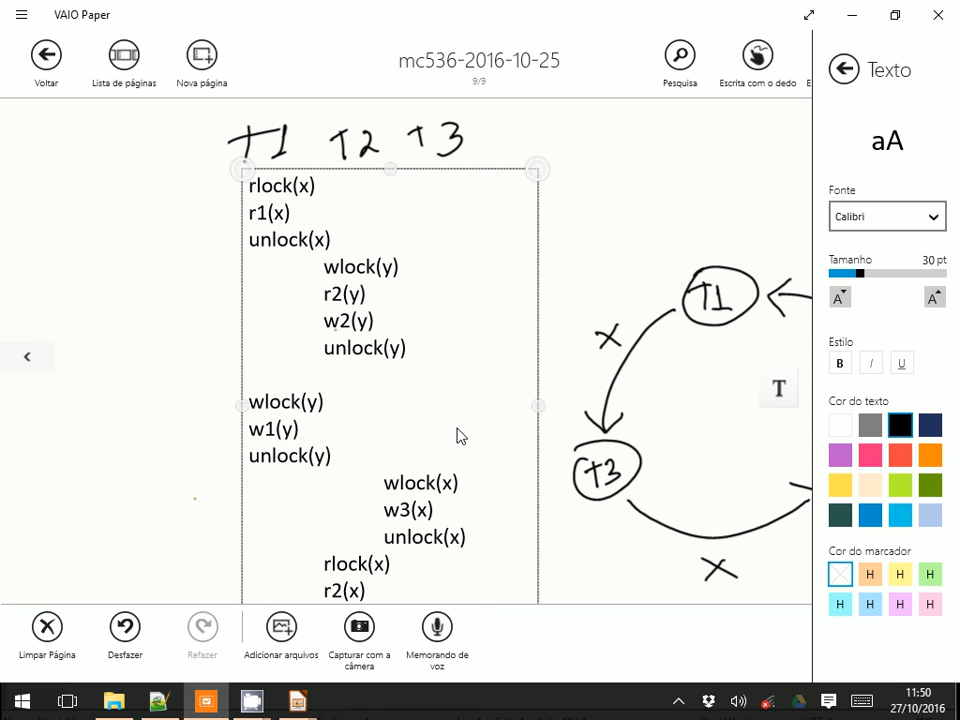 VAIO Paper
Voltar
Lista de páginas
Nova página
mc536-2016-10-25
9/9
Pesquisa
Escrita com o dedo
E
Texto
aA
Fonte
Calibri
Tamanho 30 pt
A A
Estilo
B I U
Cor do texto
Cor do marcador
H H H
H H H H
T1 T2 T3
rlock(x)
r1(x)
unlock(x)
wlock(y)
r2(y)
w2(y)
unlock(y)
wlock(y)
w1(y)
unlock(y)
wlock(x)
w3(x)
unlock(x)
rlock(x)
r2(x)
T1
X
T3
X
T
Limpar Página
Desfazer
Refazer
Adicionar arquivos
Capturar com a
câmera
Memorando de
voz
11:50
27/10/2016